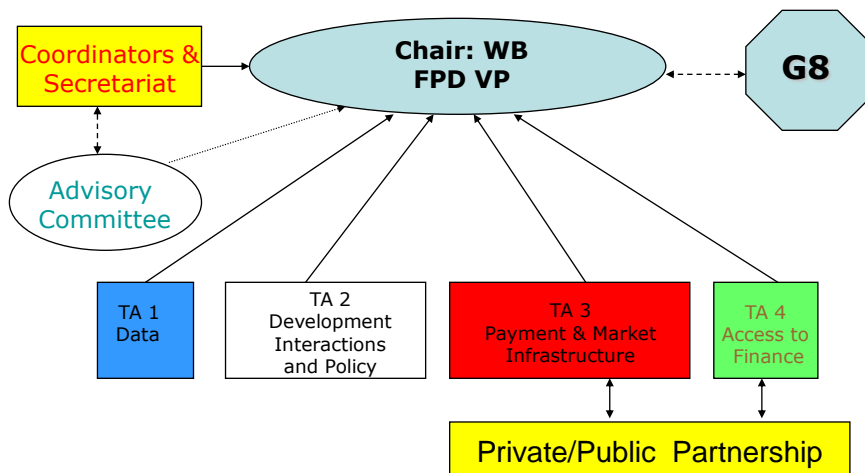 Coordinators &
Secretariat
Chair: WB
FPD VP
G8
Advisory
Committee
TA 1
Data
TA 2
Development
Interactions
and Policy
TA 3
Payment & Market
Infrastructure
TA 4
Access to
Finance
Private/Public Partnership